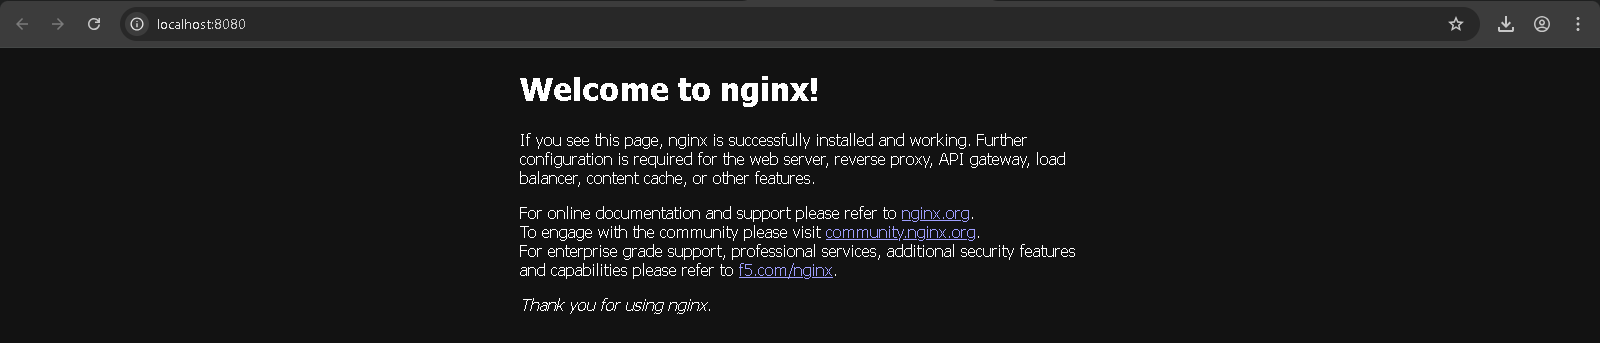 localhost:8080
Welcome to nginx!
If you see this page, nginx is successfully installed and working. Further
configuration is required for the web server, reverse proxy, API gateway, load
balancer, content cache, or other features.
For online documentation and support please refer to nginx.org.
To engage with the community please visit community.nginx.org.
For enterprise grade support, professional services, additional security features
and capabilities please refer to f5.com/nginx.
Thank you for using nginx.